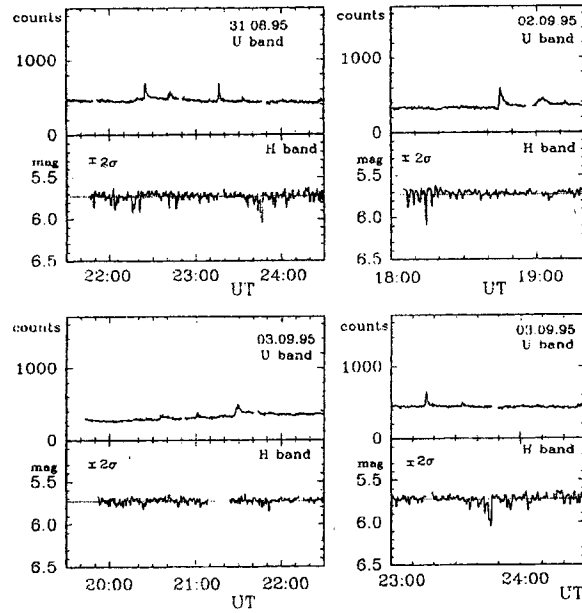 counts
31 08.95
U band
1000
0
mag
I 2σ
H band
5.5
6.0
6.5
22:00 23:00 24:00
UT
counts
02.09.95
U band
1000
0
mag
I 2σ
H band
5.5
6.0
6.5
18:00 19:00
UT
counts
03.09.95
U band
1000
0
mag
I 2σ
H band
5.5
6.0
6.5
20:00 21:00 22:00
UT
counts
03.09.95
U band
1000
0
mag
I 2σ
H band
5.5
6.0
6.5
23:00 24:00
UT